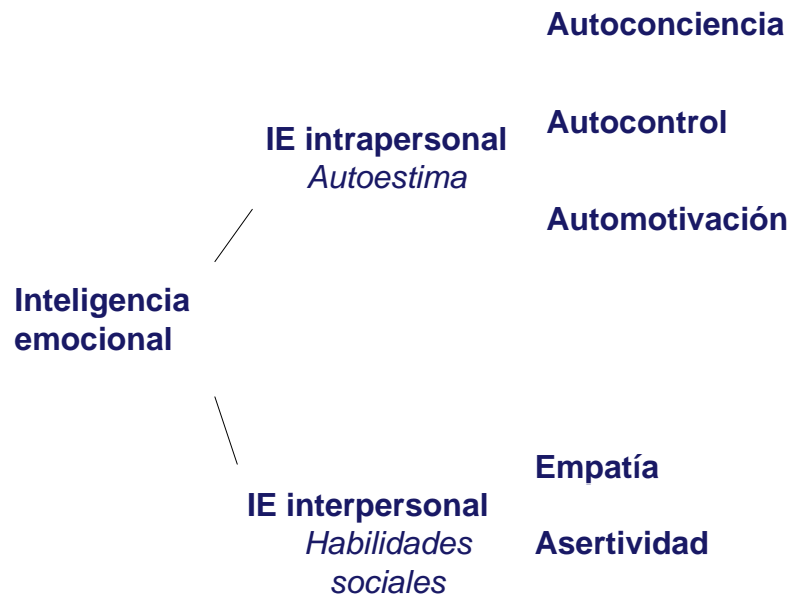 Autoconciencia
Autocontrol
IE intrapersonal
Autoestima
Automotivación
Inteligencia
emocional
Empatía
IE interpersonal
Habilidades
sociales
Asertividad